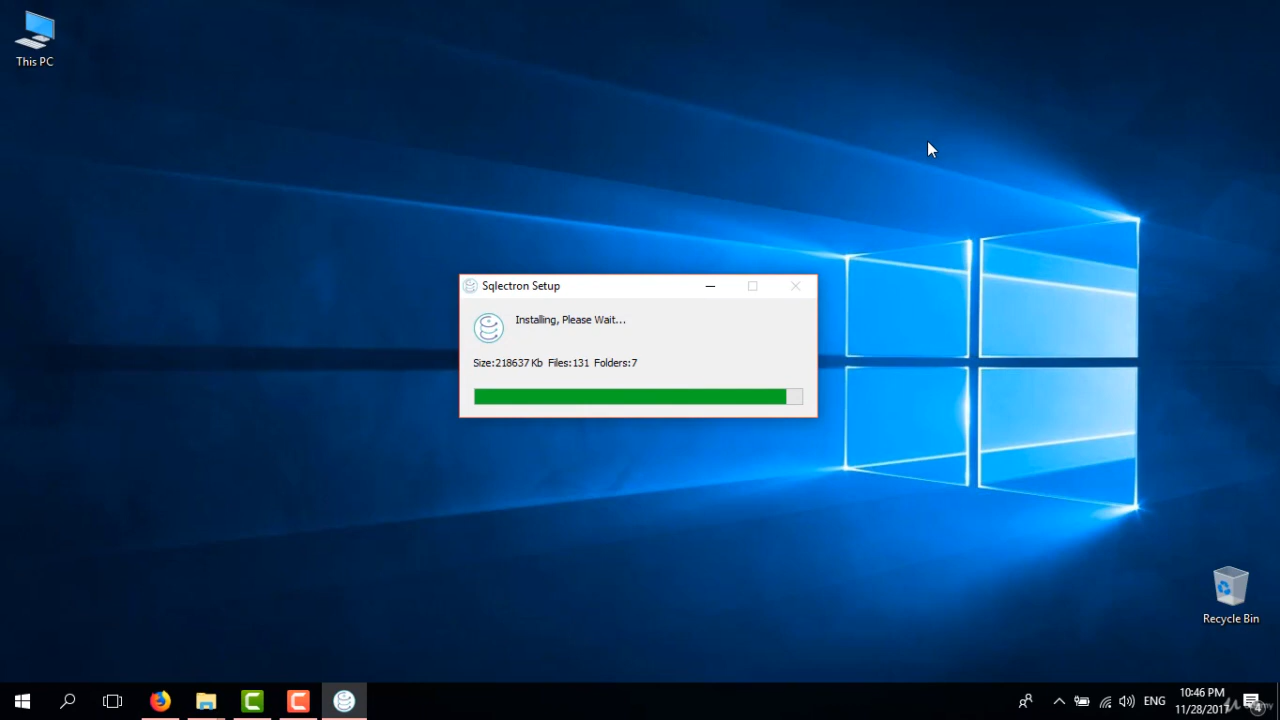 This PC
Sqlectron Setup
Installing, Please Wait...
Size:218637 Kb Files:131 Folders:7
Recycle Bin
ENG
10:46 PM
11/28/2017
4